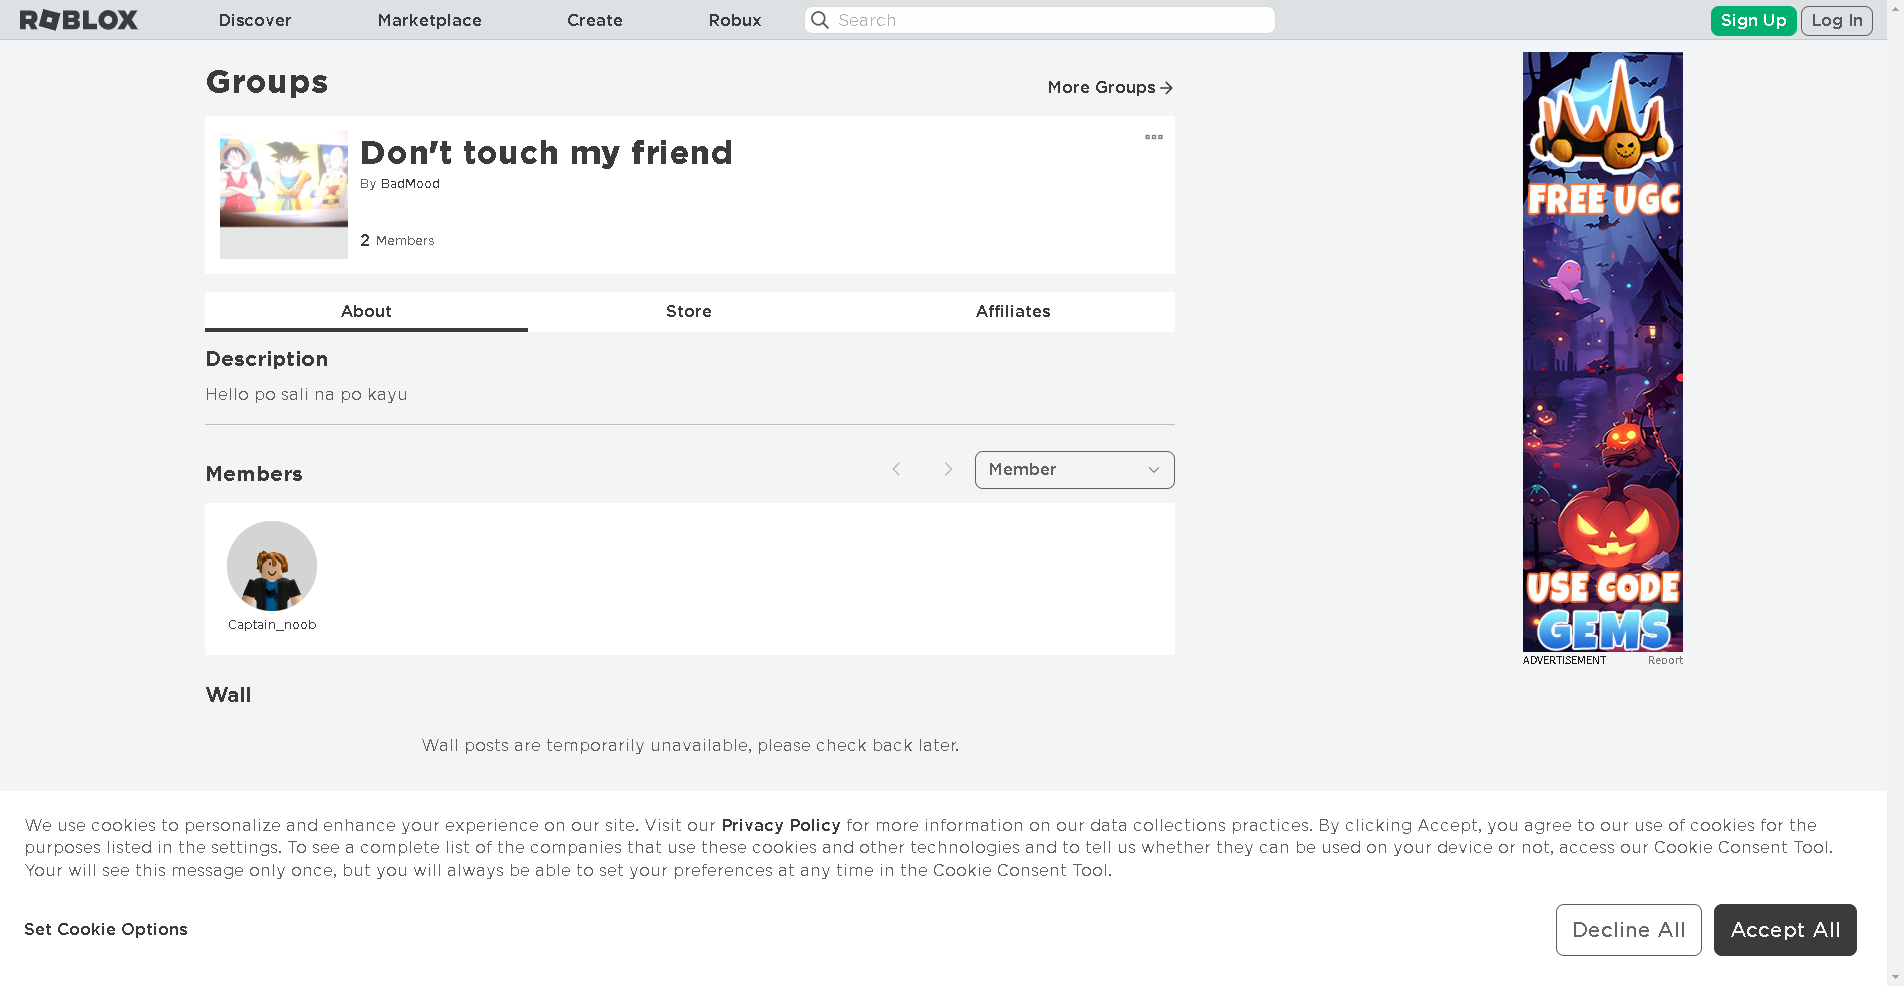 ROBLOX
Discover
Marketplace
Create
Robux
Search
Sign Up
Log In
Groups
More Groups
Don't touch my friend
By BadMood
2 Members
About
Store
Affiliates
Description
Hello po sali na po kayu
Members
Member
Captain_noob
Wall
Wall posts are temporarily unavailable, please check back later.
FREE UGC
USE CODE
GEMS
ADVERTISEMENT
Report
We use cookies to personalize and enhance your experience on our site. Visit our Privacy Policy for more information on our data collections practices. By clicking Accept, you agree to our use of cookies for the
purposes listed in the settings. To see a complete list of the companies that use these cookies and other technologies and to tell us whether they can be used on your device or not, access our Cookie Consent Tool.
Your will see this message only once, but you will always be able to set your preferences at any time in the Cookie Consent Tool.
Set Cookie Options
Decline All
Accept All